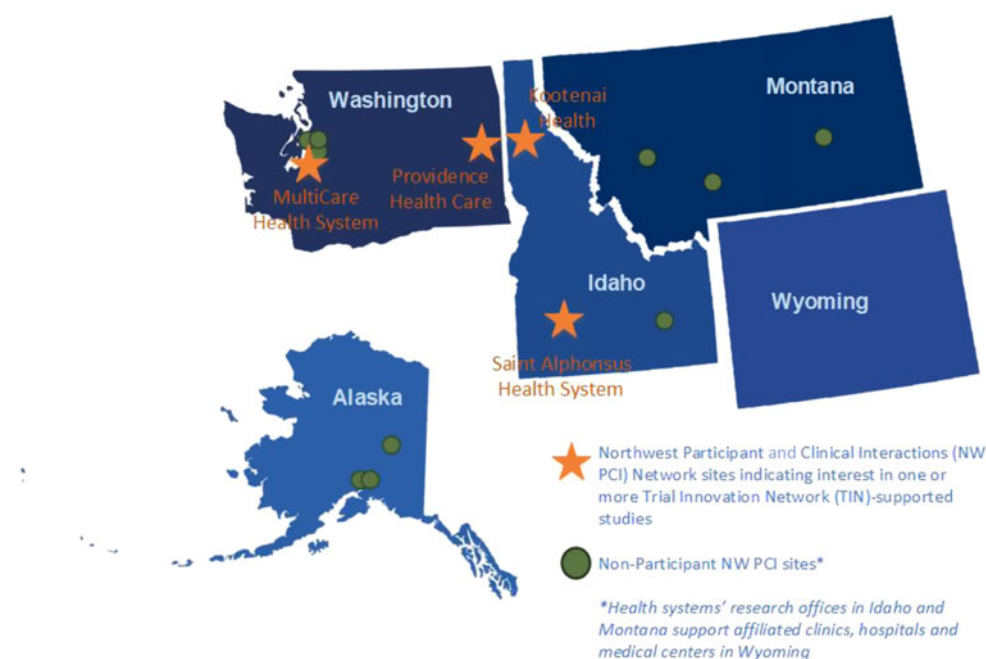 Washington
Montana
Kootenai
Health
Providence
Health Care
MultiCare
Health System
Idaho
Wyoming
Saint Alphonsus
Health System
Alaska
Northwest Participant and Clinical Interactions (NW
PCI) Network sites indicating interest in one or
more Trial Innovation Network (TIN)-supported
studies
Non-Participant NW PCI sites*
*Health systems' research offices in Idaho and
Montana support affiliated clinics, hospitals and
medical centers in Wyoming